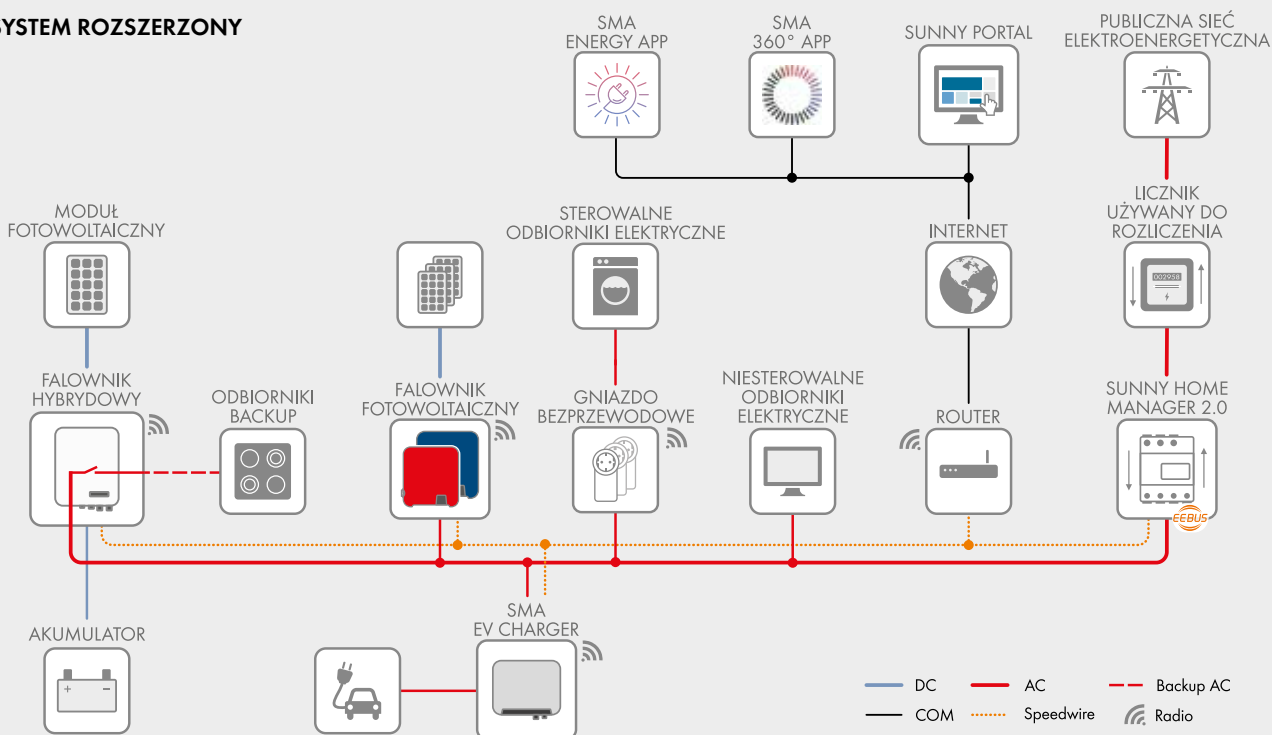 SYSTEM ROZSZERZONY
SMA
ENERGY APP
SMA
360° APP
SUNNY PORTAL
PUBLICZNA SIEĆ
ELEKTROENERGETYCZNA
MODUŁ
FOTOWOLTAICZNY
STEROWALNE
ODBIORNIKI ELEKTRYCZNE
INTERNET
LICZNIK
UŻYWANY DO
ROZLICZENIA
002958
FALOWNIK
HYBRYDOWY
ODBIORNIKI
BACKUP
FALOWNIK
FOTOWOLTAICZNY
GNIAZDO
BEZPRZEWODOWE
NIESTEROWALNE
ODBIORNIKI
ELEKTRYCZNE
ROUTER
SUNNY HOME
MANAGER 2.0
EEBUS
AKUMULATOR
+ -
SMA
EV CHARGER
DC
AC
Backup AC
COM
Speedwire
Radio